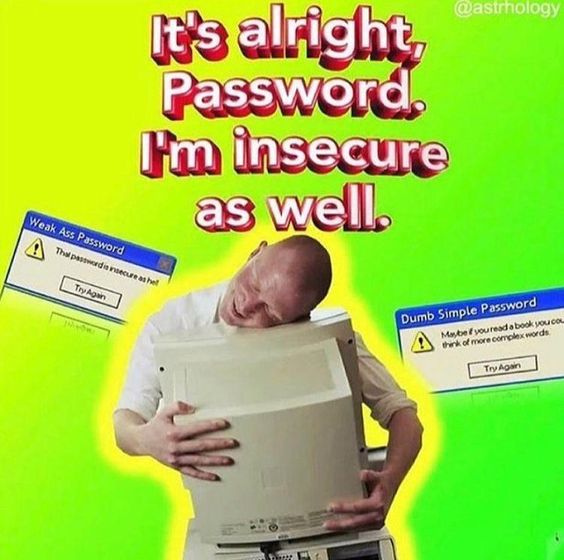 @astrhology
It's alright,
Password.
I'm insecure
as well.
Weak Ass Password
That password is insecure as hell
Try Again
Dumb Simple Password
Maybe if you read a book you cou
think of more complex words.
Try Again